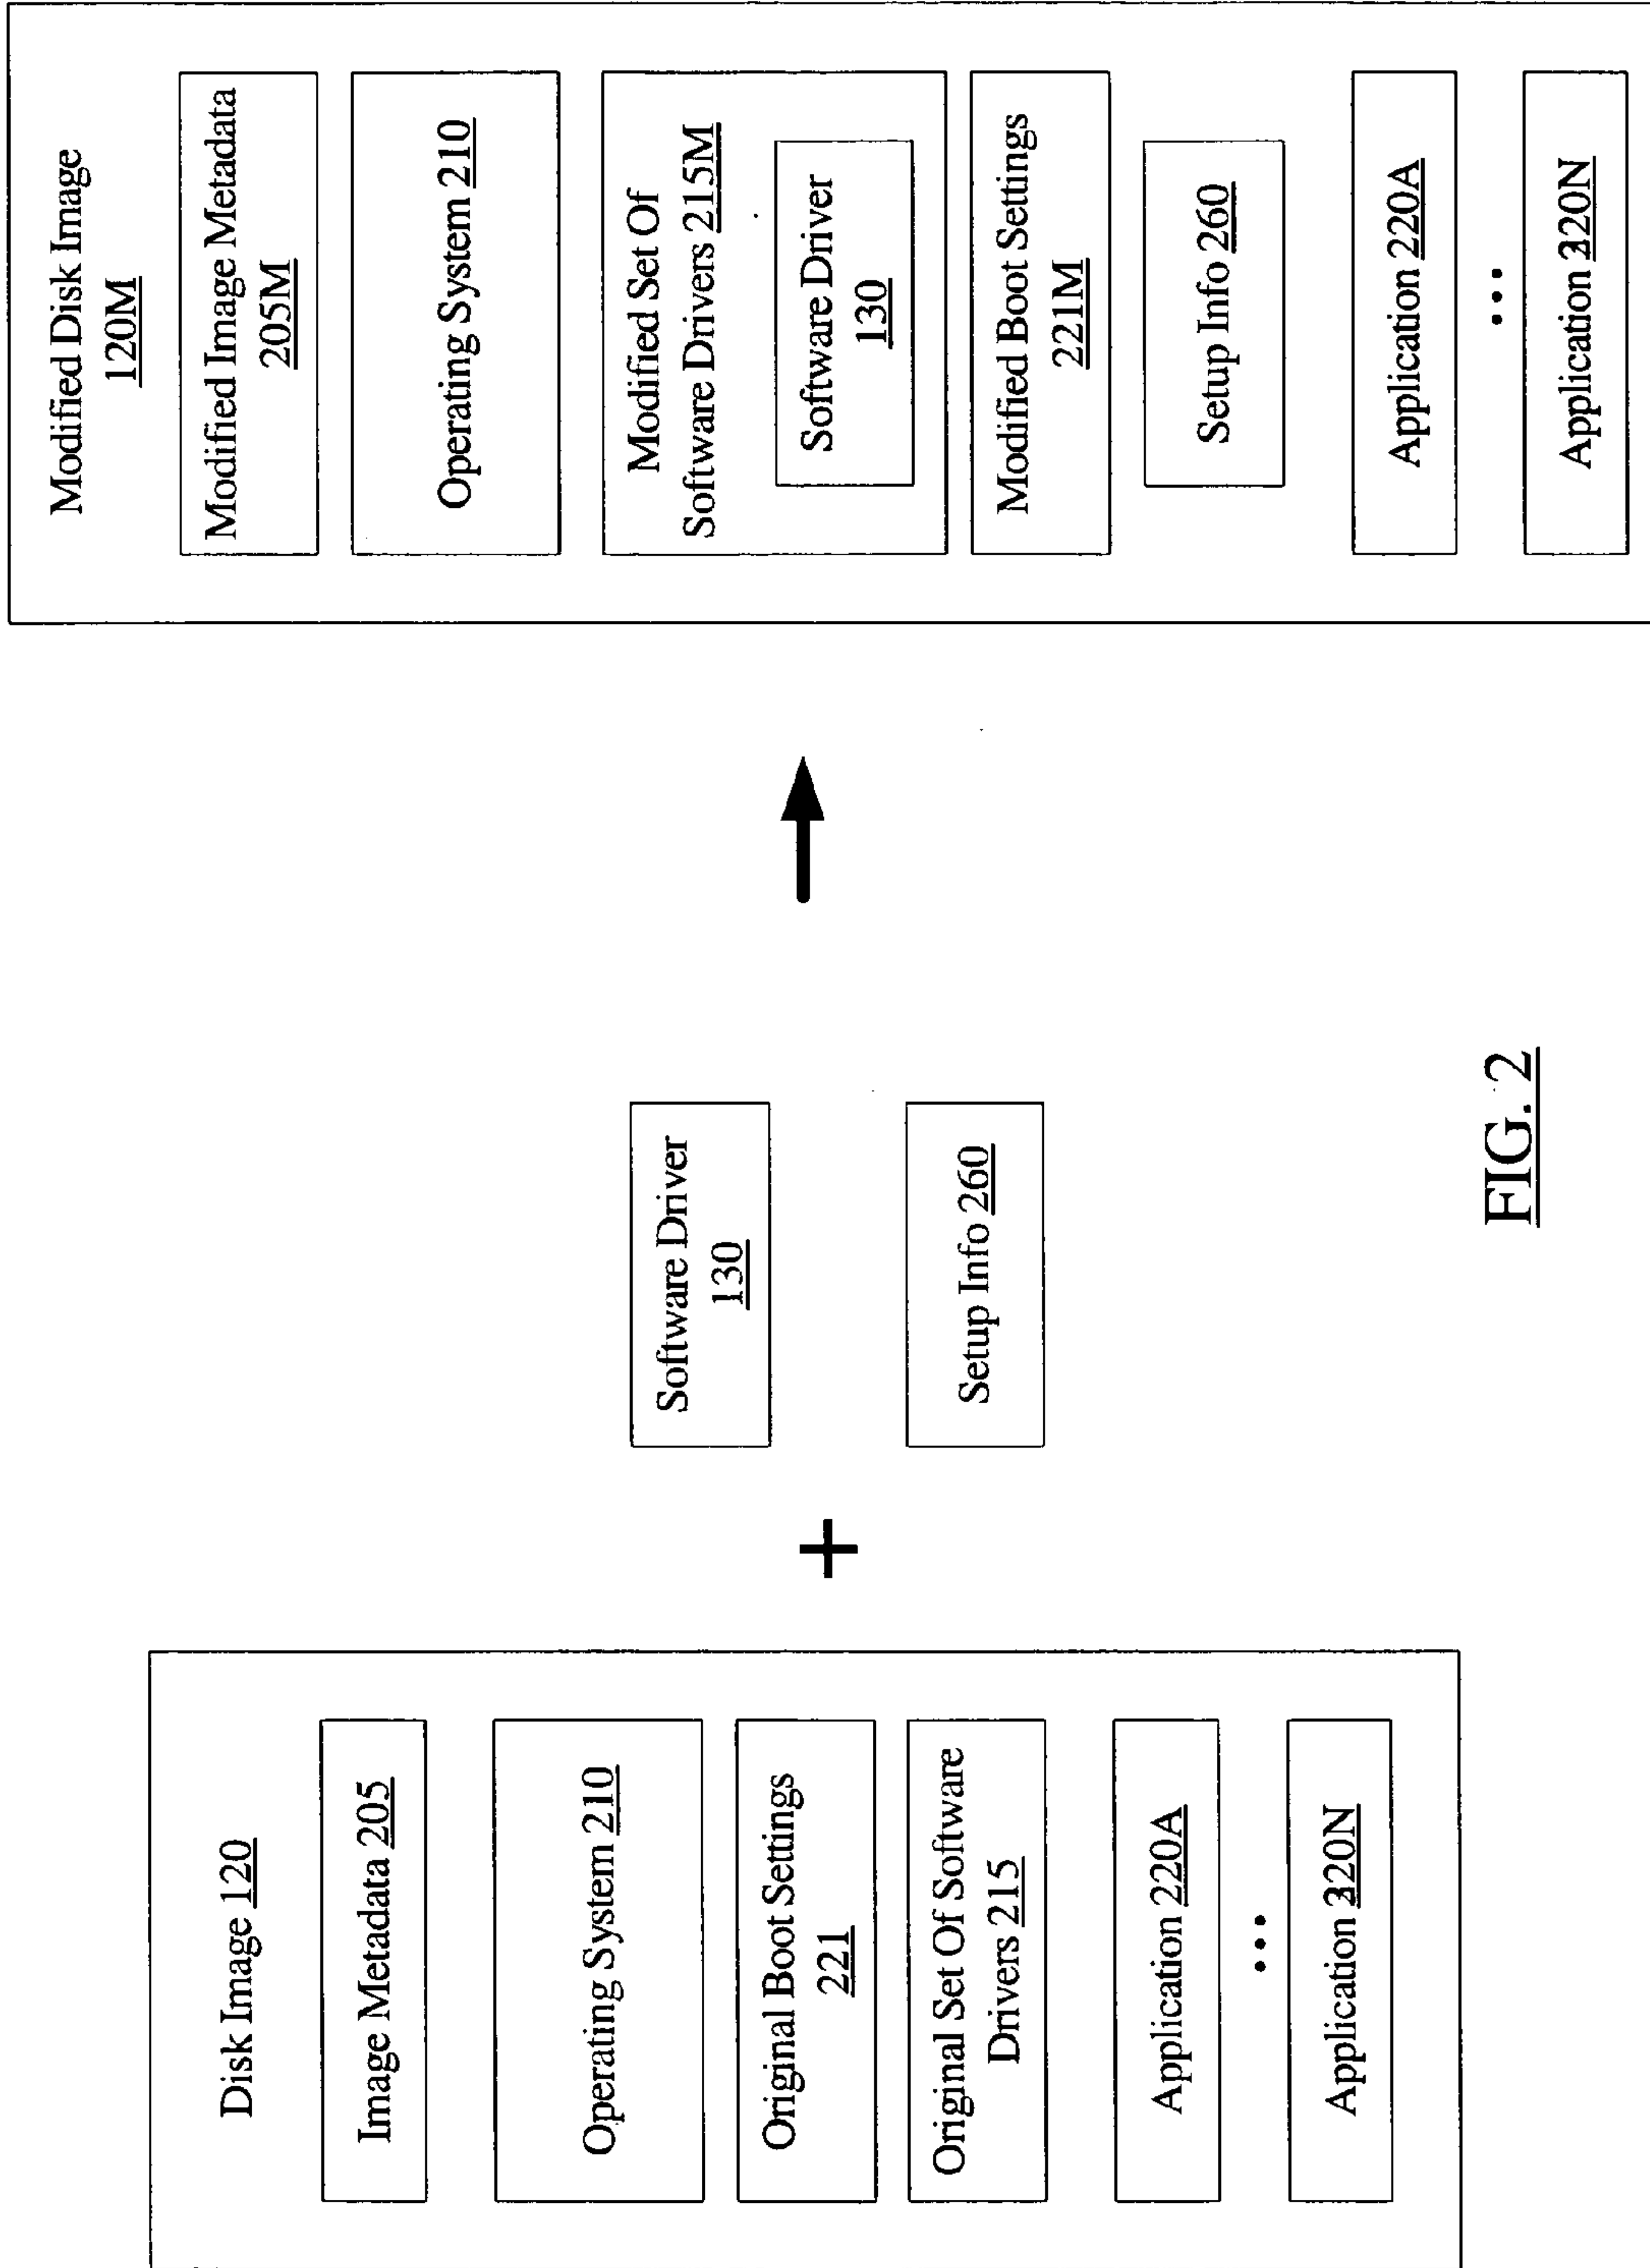 Disk Image 120
Image Metadata 205
Operating System 210
Original Boot Settings
221
Original Set Of Software
Drivers 215
Application 220A
...
Application 220N
+
Software Driver
130
Setup Info 260
Modified Disk Image
120M
Modified Image Metadata
205M
Operating System 210
Modified Set Of
Software Drivers 215M
Software Driver
130
Modified Boot Settings
221M
Setup Info 260
Application 220A
...
Application 220N
FIG. 2